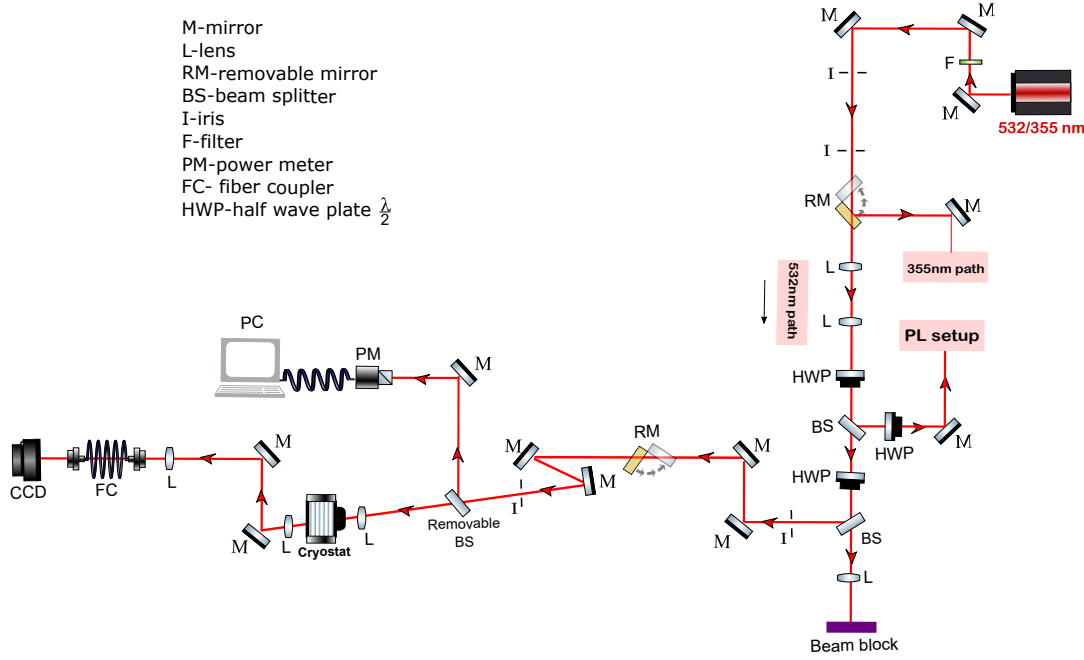 M-mirror
L-lens
RM-removable mirror
BS-beam splitter
I-iris
F-filter
PM-power meter
FC- fiber coupler
HWP-half wave plate λ/2
M
M
F
I
M
532/355 nm
I
RM
M
L
532nm path
355nm path
L
PL setup
PC
PM
M
HWP
BS
M
HWP
M
M
RM
M
HWP
CCD
FC
L
M
I
Removable
BS
M
L
Cryostat
L
M
I
BS
L
Beam block